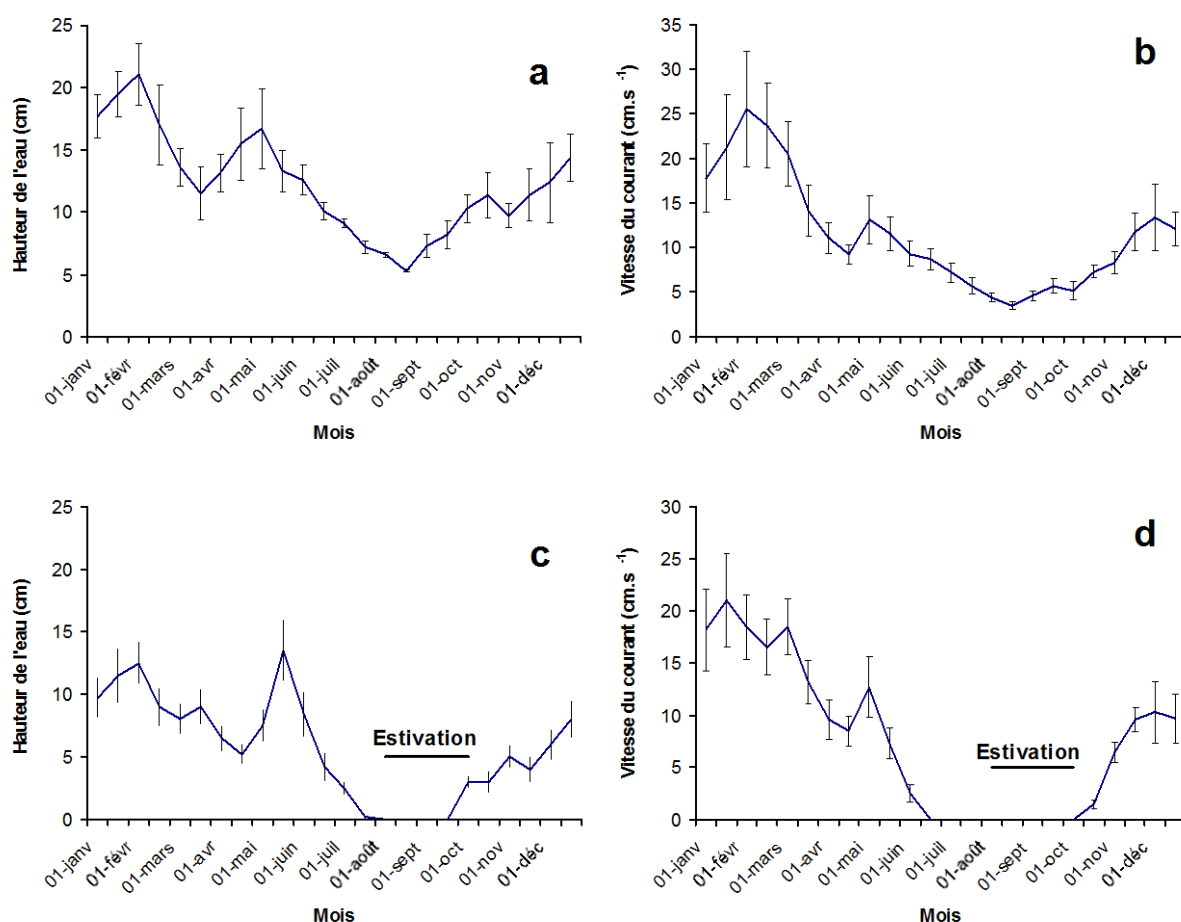 a
Hauteur de l'eau (cm)
25
20
15
10
5
0
01-janv
01-févr
01-mars
01-avr
01-mai
01-juin
01-juil
01-août
01-sept
01-oct
01-nov
01-déc
Mois
b
Vitesse du courant (cm.s -1)
35
30
25
20
15
10
5
0
01-janv
01-févr
01-mars
01-avr
01-mai
01-juin
01-juil
01-août
01-sept
01-oct
01-nov
01-déc
Mois
c
Hauteur de l'eau (cm)
25
20
15
10
5
0
Estivation
01-janv
01-févr
01-mars
01-avr
01-mai
01-juin
01-juil
01-août
01-sept
01-oct
01-nov
01-déc
Mois
d
Vitesse du courant (cm.s -1)
30
25
20
15
10
5
0
Estivation
01-janv
01-févr
01-mars
01-avr
01-mai
01-juin
01-juil
01-août
01-sept
01-oct
01-nov
01-déc
Mois